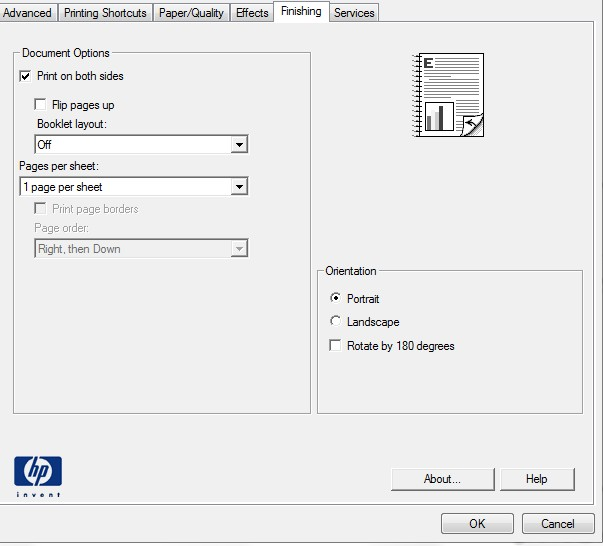 Advanced Printing Shortcuts Paper/Quality Effects Finishing Services
Document Options
Print on both sides
Flip pages up
Booklet layout:
Off
Pages per sheet:
1 page per sheet
Print page borders
Page order:
Right, then Down
E
Orientation
Portrait
Landscape
Rotate by 180 degrees
hp
invent
About... Help
OK Cancel